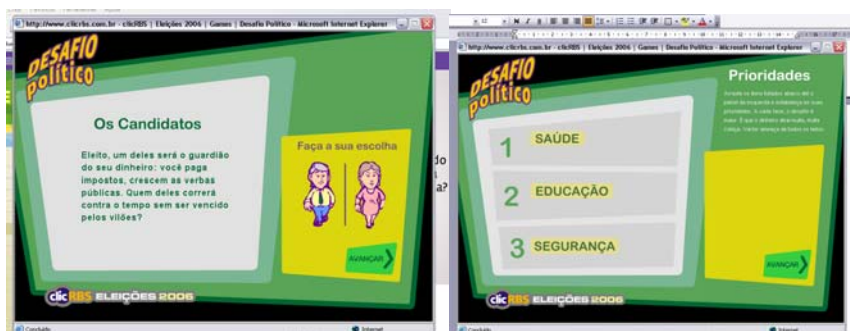 http://www.clicrbs.com.br - clicRBS | Eleições 2006 | Games | Desafio Político - Microsoft Internet Explorer
DESAFIO
político
Os Candidatos
Eleito, um deles será o guardião
do seu dinheiro: você paga
impostos, crescem as verbas
públicas. Quem deles correrá
contra o tempo sem ser vencido
pelos vilões?
Faça a sua escolha
AVANÇAR
clicRBS ELEIÇÕES 2006
Concluído
Internet
do
a?
http://www.clicrbs.com.br - clicRBS | Eleições 2006 | Games | Desafio Político - Microsoft Internet Explorer
DESAFIO
político
Prioridades
1 SAÚDE
2 EDUCAÇÃO
3 SEGURANÇA
AVANÇAR
clicRBS ELEIÇÕES 2006
Concluído
Internet